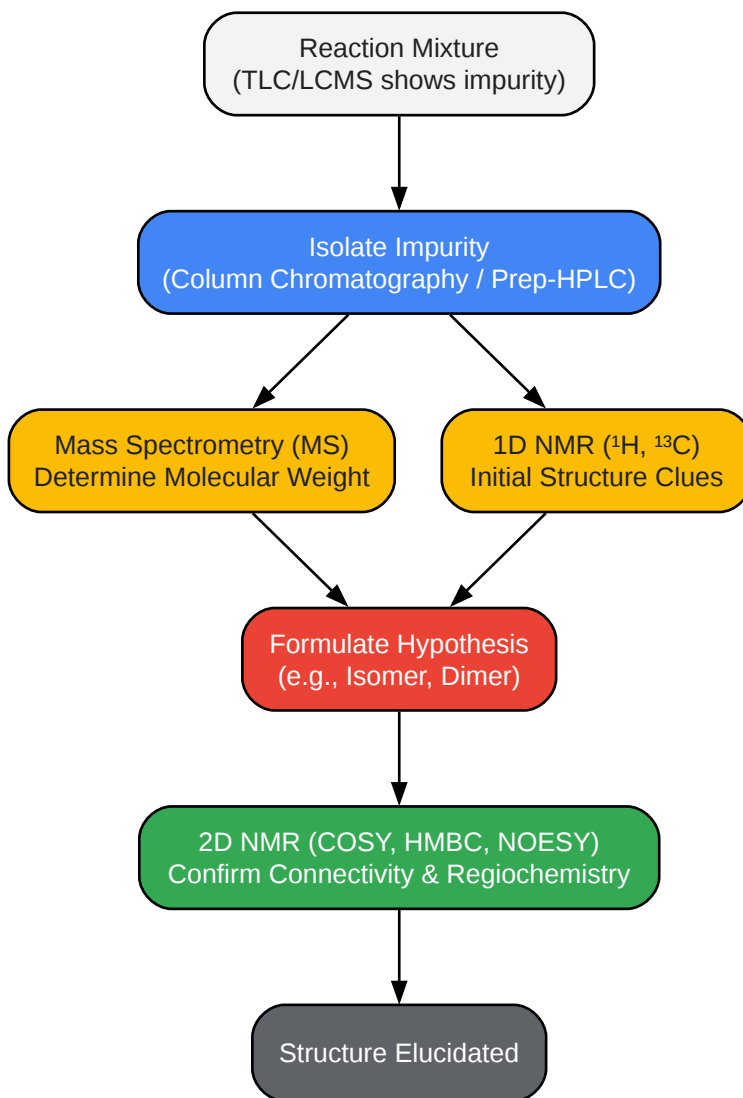 Reaction Mixture
(TLC/LCMS shows impurity)
Isolate Impurity
(Column Chromatography / Prep-HPLC)
Mass Spectrometry (MS)
Determine Molecular Weight
1D NMR (¹H, ¹³C)
Initial Structure Clues
Formulate Hypothesis
(e.g., Isomer, Dimer)
2D NMR (COSY, HMBC, NOESY)
Confirm Connectivity & Regiochemistry
Structure Elucidated